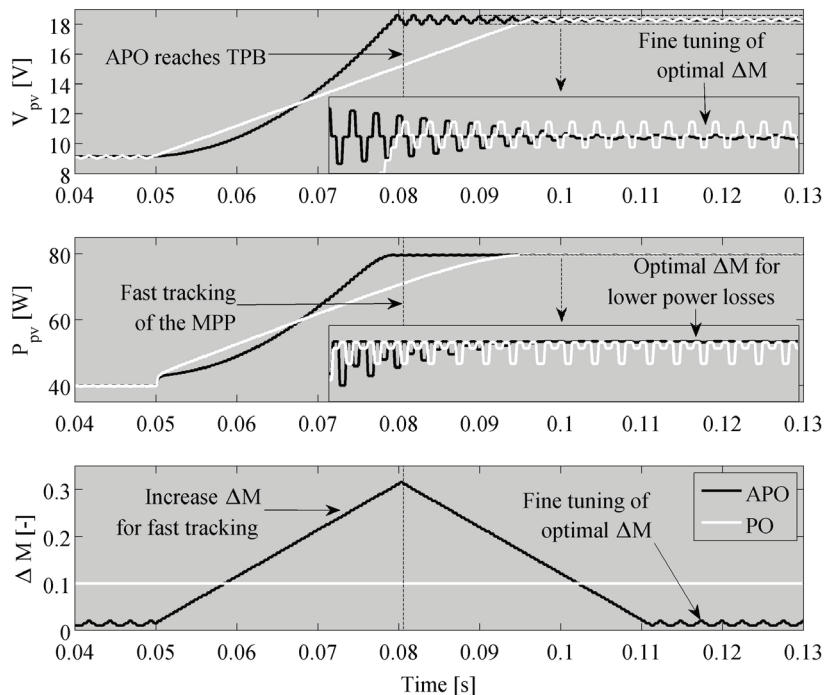 18
16
14
12
10
8
V_pv [V]
APO reaches TPB
Fine tuning of
optimal ΔM
0.04 0.05 0.06 0.07 0.08 0.09 0.1 0.11 0.12 0.13
80
60
40
P_pv [W]
Fast tracking
of the MPP
Optimal ΔM for
lower power losses
0.04 0.05 0.06 0.07 0.08 0.09 0.1 0.11 0.12 0.13
0.3
0.2
0.1
0
Δ M [-]
Increase ΔM
for fast tracking
Fine tuning of
optimal ΔM
APO
PO
0.04 0.05 0.06 0.07 0.08 0.09 0.1 0.11 0.12 0.13
Time [s]